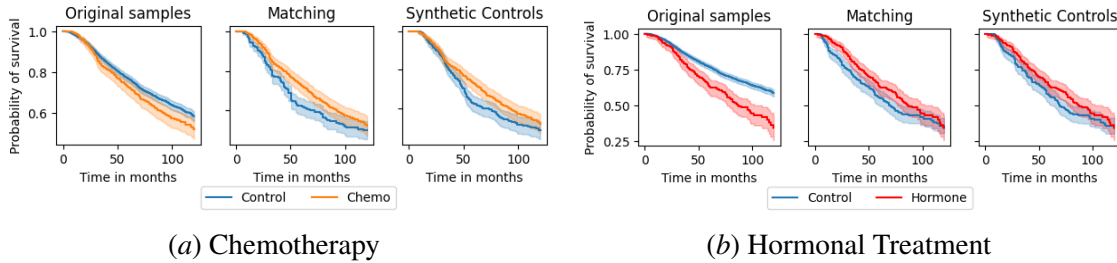 Original samples Matching Synthetic Controls
Probability of survival
1.0
0.8
0.6
0 50 100 0 50 100 0 50 100
Time in months Time in months Time in months
Control Chemo
(a) Chemotherapy
Original samples Matching Synthetic Controls
Probability of survival
1.00
0.75
0.50
0.25
0 100 0 100 0 100
Time in months Time in months Time in months
Control Hormone
(b) Hormonal Treatment